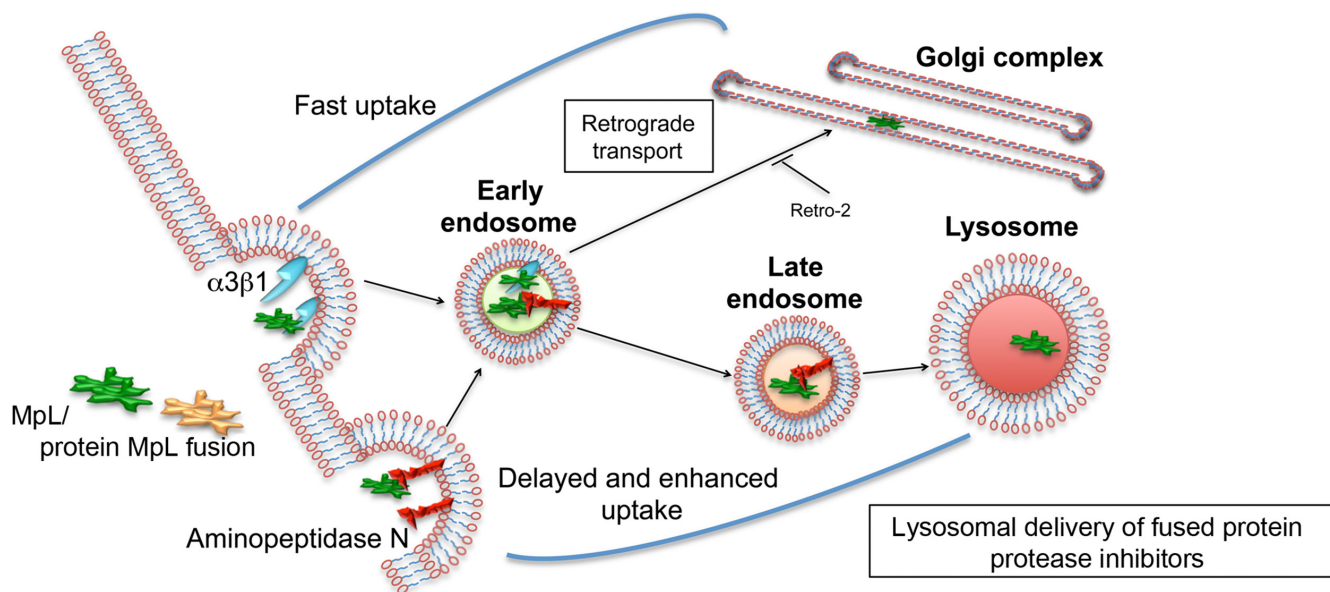 Golgi complex
Fast uptake
Retrograde
transport
Retro-2
Early
endosome
Lysosome
Late
endosome
α3β1
MpL/
protein MpL fusion
Delayed and enhanced
uptake
Aminopeptidase N
Lysosomal delivery of fused protein
protease inhibitors